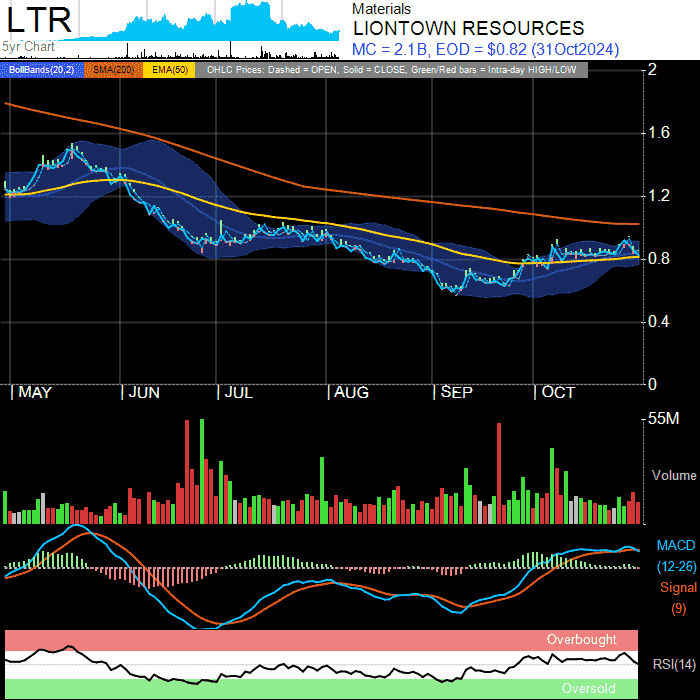 LTR
5yr Chart
Materials
LIONTOWN RESOURCES
MC = 2.1B, EOD = $0.82 (31Oct2024)
BollBands(20,2) SMA(200) EMA(50) OHLC Prices: Dashed = OPEN, Solid = CLOSE, Green/Red bars = Intra-day HIGH/LOW
2
1.6
1.2
0.8
0.4
0
| MAY | JUN | JUL | AUG | SEP | OCT
55M
Volume
MACD
(12-26)
Signal
(9)
Overbought
RSI(14)
Oversold